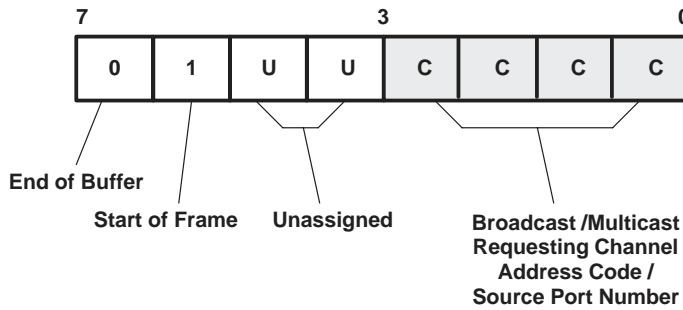 7 3 0
0 1 U U C C C C
End of Buffer
Start of Frame
Unassigned
Broadcast /Multicast
Requesting Channel
Address Code /
Source Port Number